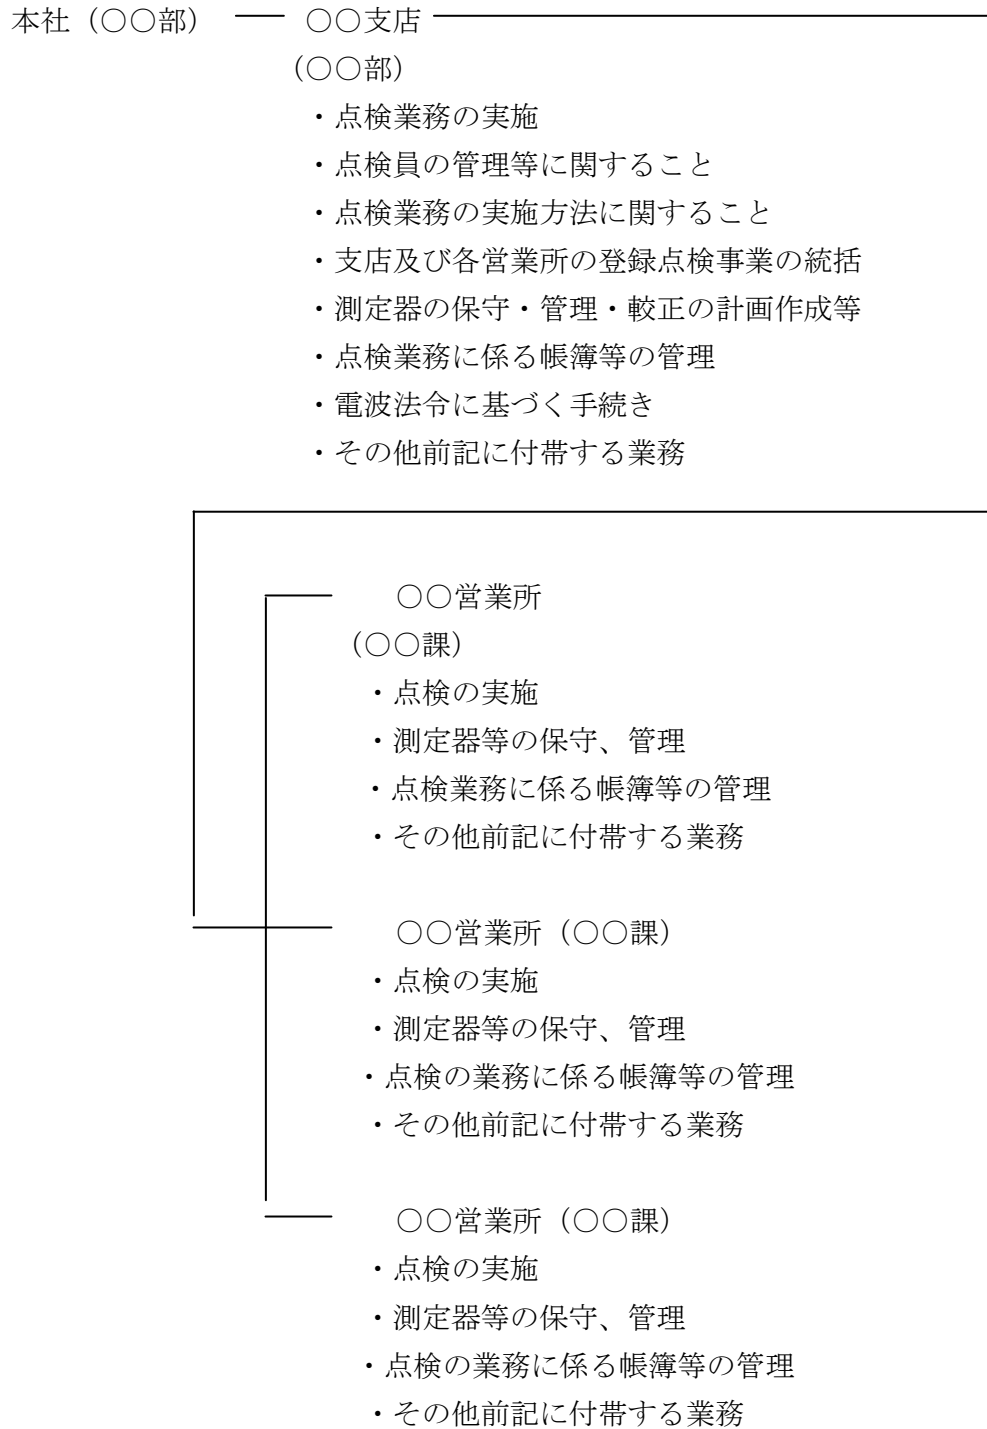 本社（○○部） ○○支店
（○○部）
・点検業務の実施
・点検員の管理等に関すること
・点検業務の実施方法に関すること
・支店及び各営業所の登録点検事業の統括
・測定器の保守・管理・較正の計画作成等
・点検業務に係る帳簿等の管理
・電波法令に基づく手続き
・その他前記に付帯する業務
○○営業所
（○○課）
・点検の実施
・測定器等の保守、管理
・点検業務に係る帳簿等の管理
・その他前記に付帯する業務
○○営業所（○○課）
・点検の実施
・測定器等の保守、管理
・点検の業務に係る帳簿等の管理
・その他前記に付帯する業務
○○営業所（○○課）
・点検の実施
・測定器等の保守、管理
・点検の業務に係る帳簿等の管理
・その他前記に付帯する業務